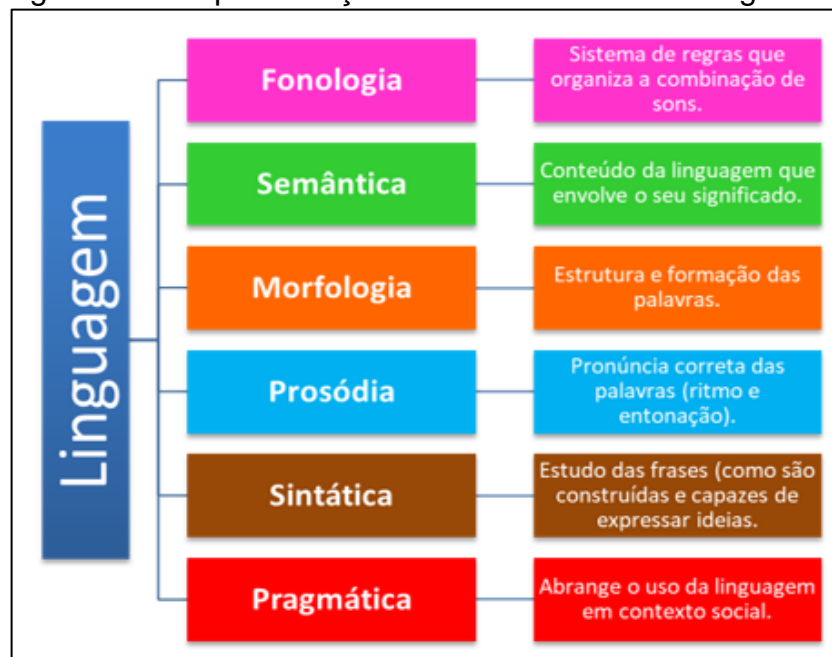 Linguagem
Fonologia
Sistema de regras que
organiza a combinação de
sons.
Semântica
Conteúdo da linguagem que
envolve o seu significado.
Morfologia
Estrutura e formação das
palavras.
Prosódia
Pronúncia correta das
palavras (ritmo e
entonação).
Sintática
Estudo das frases (como são
construídas e capazes de
expressar ideias.
Pragmática
Abrange o uso da linguagem
em contexto social.